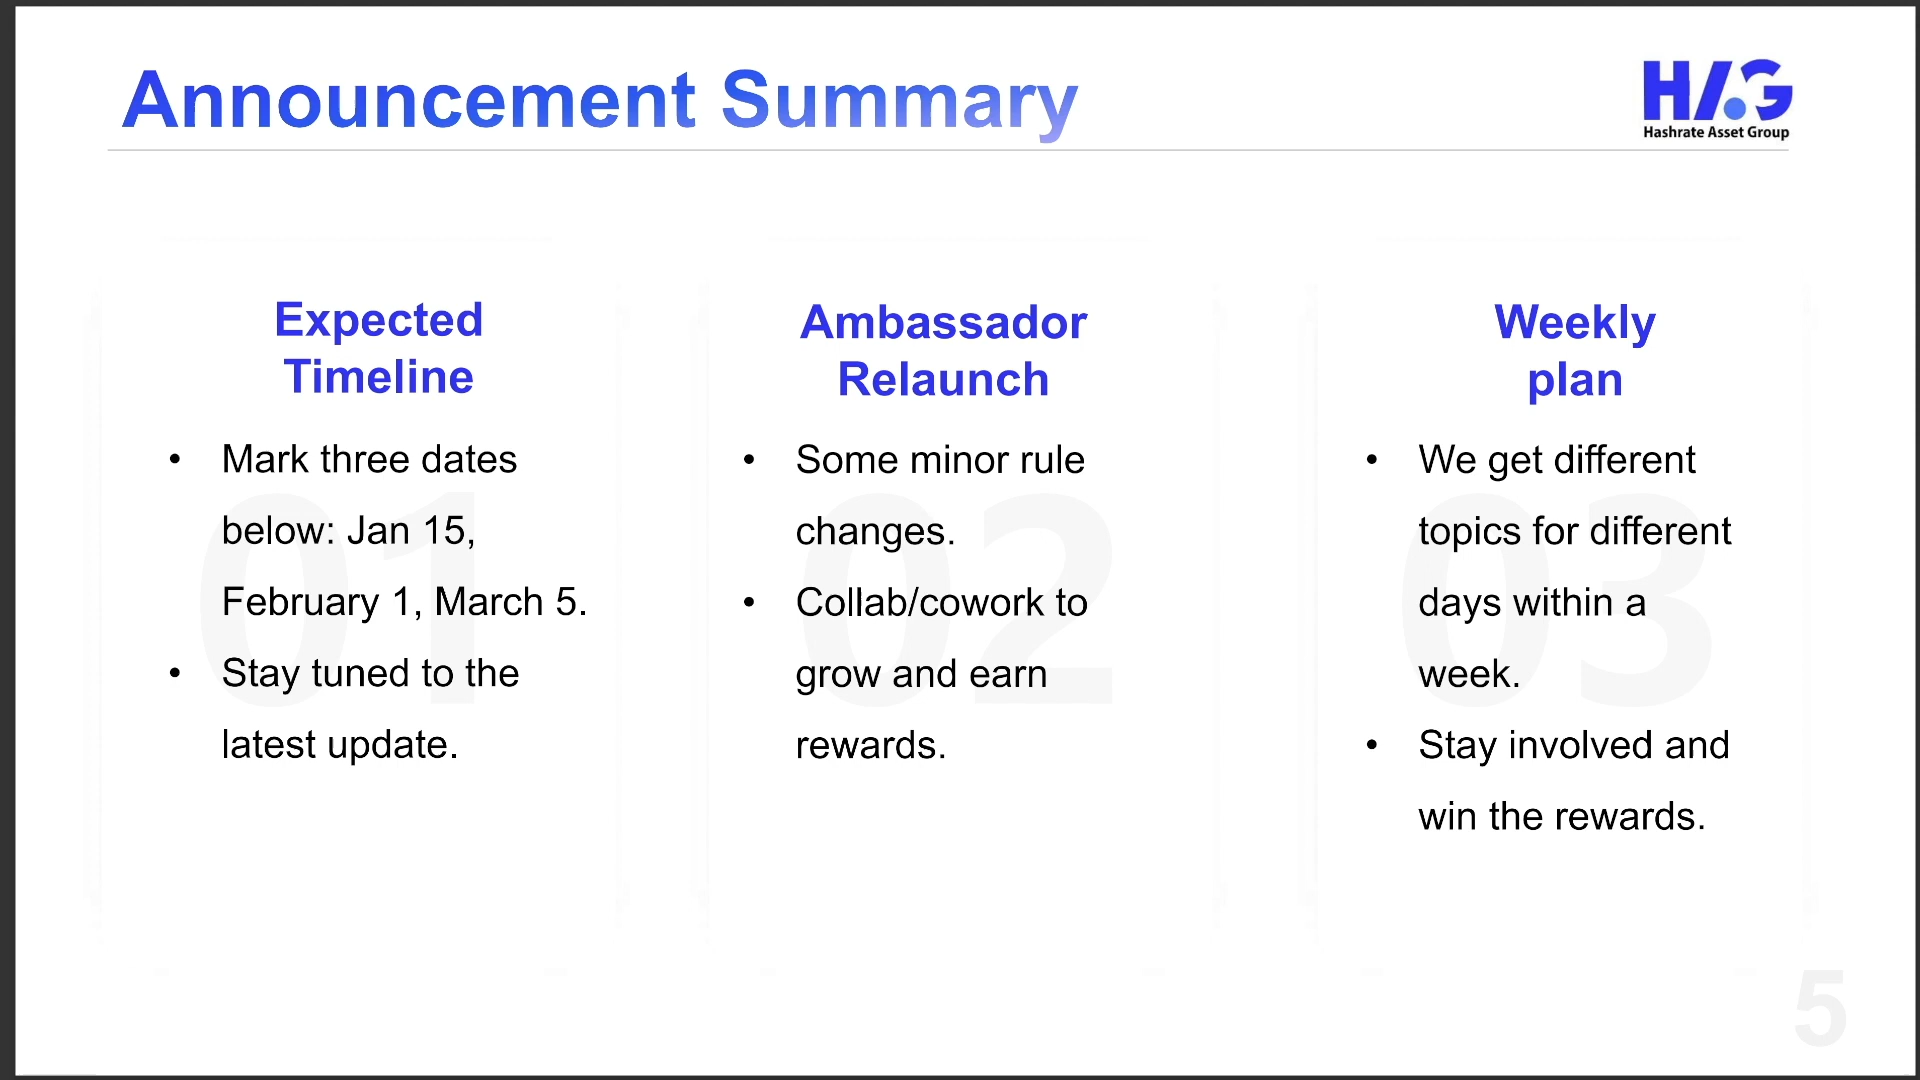 Announcement Summary
HAG
Hashrate Asset Group
01
Expected
Timeline
• Mark three dates
below: Jan 15,
February 1, March 5.
• Stay tuned to the
latest update.
02
Ambassador
Relaunch
• Some minor rule
changes.
• Collab/cowork to
grow and earn
rewards.
03
Weekly
plan
• We get different
topics for different
days within a
week.
• Stay involved and
win the rewards.
5